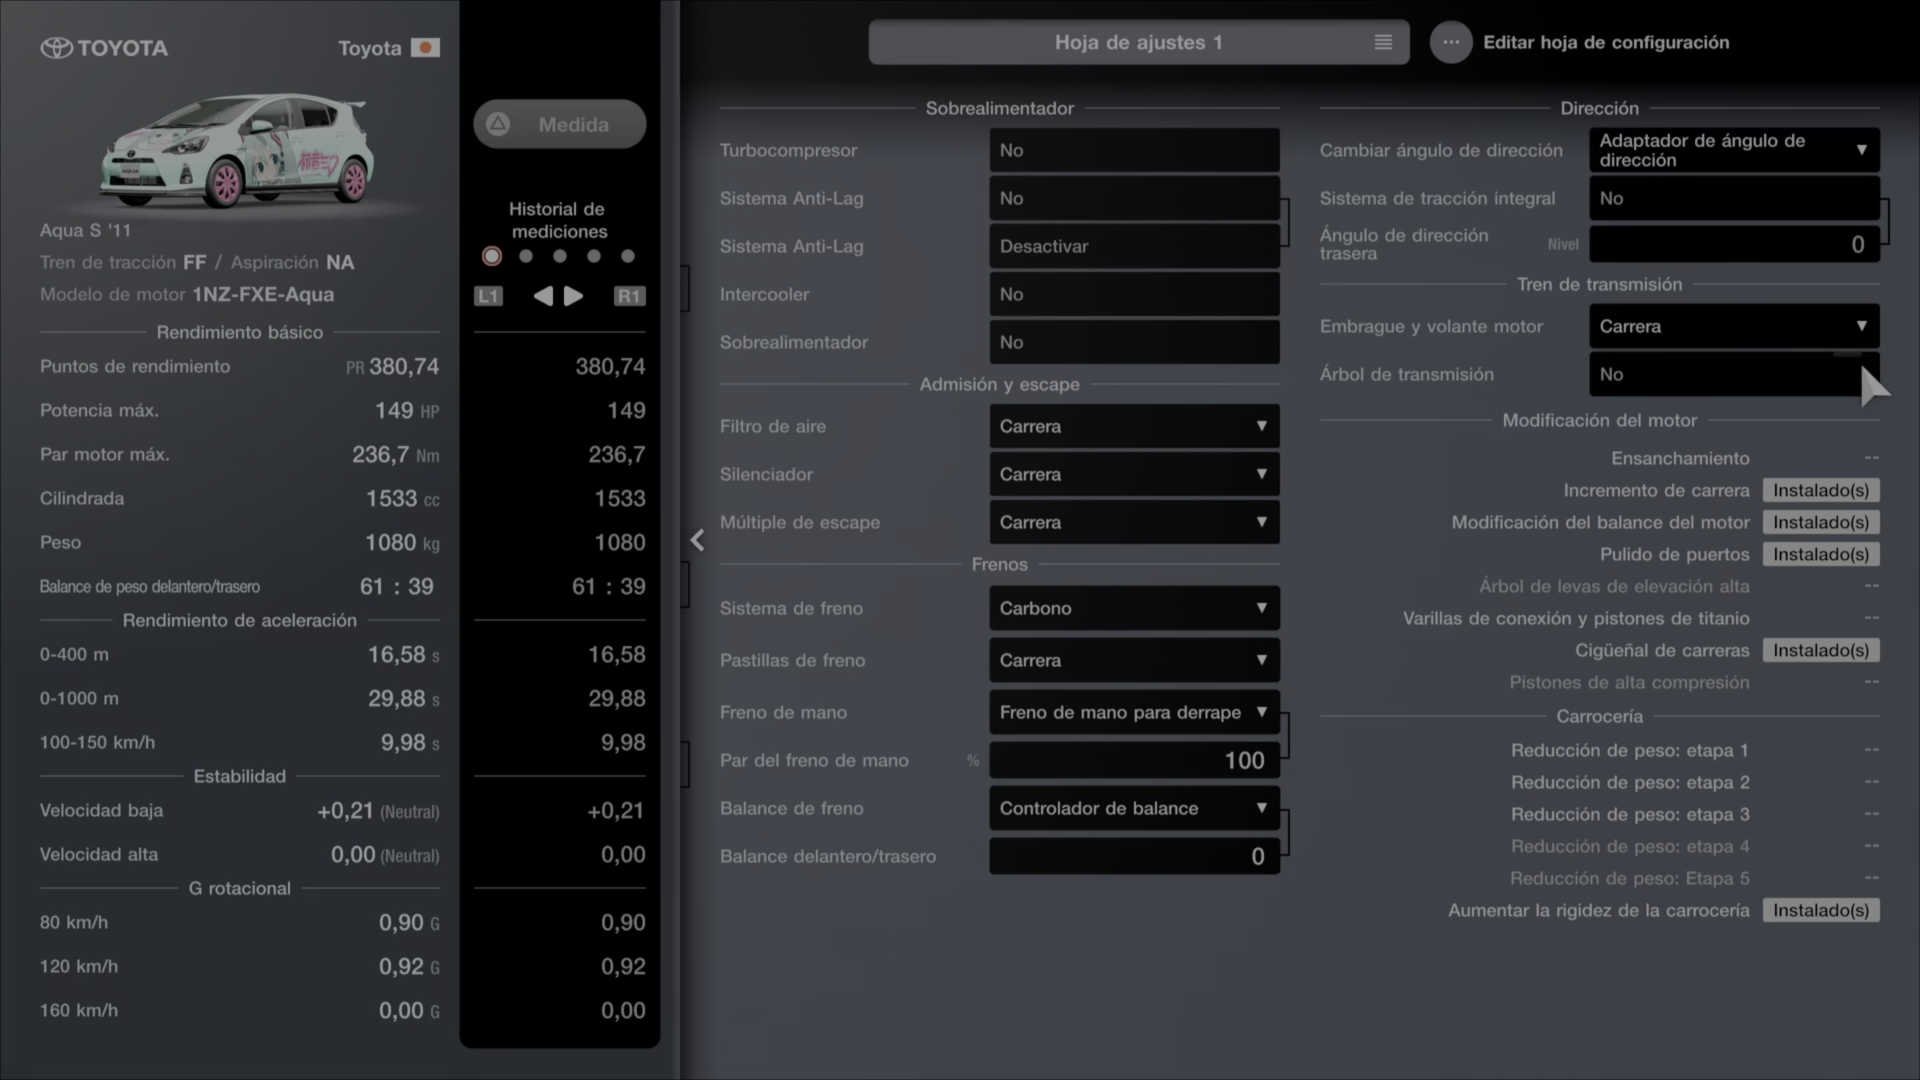 TOYOTA
Toyota
Aqua S '11
Tren de tracción FF / Aspiración NA
Modelo de motor 1NZ-FXE-Aqua
Rendimiento básico
Puntos de rendimiento PR 380,74
Potencia máx. 149 HP
Par motor máx. 236,7 Nm
Cilindrada 1533 cc
Peso 1080 kg
Balance de peso delantero/trasero 61 : 39
Rendimiento de aceleración
0-400 m 16,58 s
0-1000 m 29,88 s
100-150 km/h 9,98 s
Estabilidad
Velocidad baja +0,21 (Neutral)
Velocidad alta 0,00 (Neutral)
G rotacional
80 km/h 0,90 G
120 km/h 0,92 G
160 km/h 0,00 G
Medida
Historial de
mediciones
L1 R1
380,74
149
236,7
1533
1080
61 : 39
16,58
29,88
9,98
+0,21
0,00
0,90
0,92
0,00
Hoja de ajustes 1
Editar hoja de configuración
Sobrealimentador
Turbocompresor No
Sistema Anti-Lag No
Sistema Anti-Lag Desactivar
Intercooler No
Sobrealimentador No
Admisión y escape
Filtro de aire Carrera
Silenciador Carrera
Múltiple de escape Carrera
Frenos
Sistema de freno Carbono
Pastillas de freno Carrera
Freno de mano Freno de mano para derrape
Par del freno de mano % 100
Balance de freno Controlador de balance
Balance delantero/trasero 0
Dirección
Cambiar ángulo de dirección Adaptador de ángulo de
dirección
Sistema de tracción integral No
Ángulo de dirección
trasera Nivel 0
Tren de transmisión
Embrague y volante motor Carrera
Árbol de transmisión No
Modificación del motor
Ensanchamiento --
Incremento de carrera Instalado(s)
Modificación del balance del motor Instalado(s)
Pulido de puertos Instalado(s)
Árbol de levas de elevación alta --
Varillas de conexión y pistones de titanio --
Cigüeñal de carreras Instalado(s)
Pistones de alta compresión --
Carrocería
Reducción de peso: etapa 1 --
Reducción de peso: etapa 2 --
Reducción de peso: etapa 3 --
Reducción de peso: etapa 4 --
Reducción de peso: Etapa 5 --
Aumentar la rigidez de la carrocería Instalado(s)